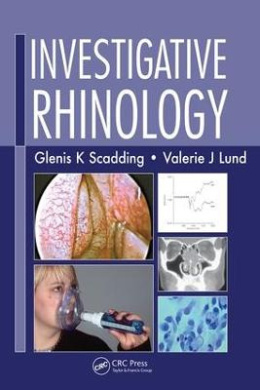 INVESTIGATIVE
RHINOLOGY
Glenis K Scadding • Valerie J Lund
CRC Press
Taylor & Francis Group